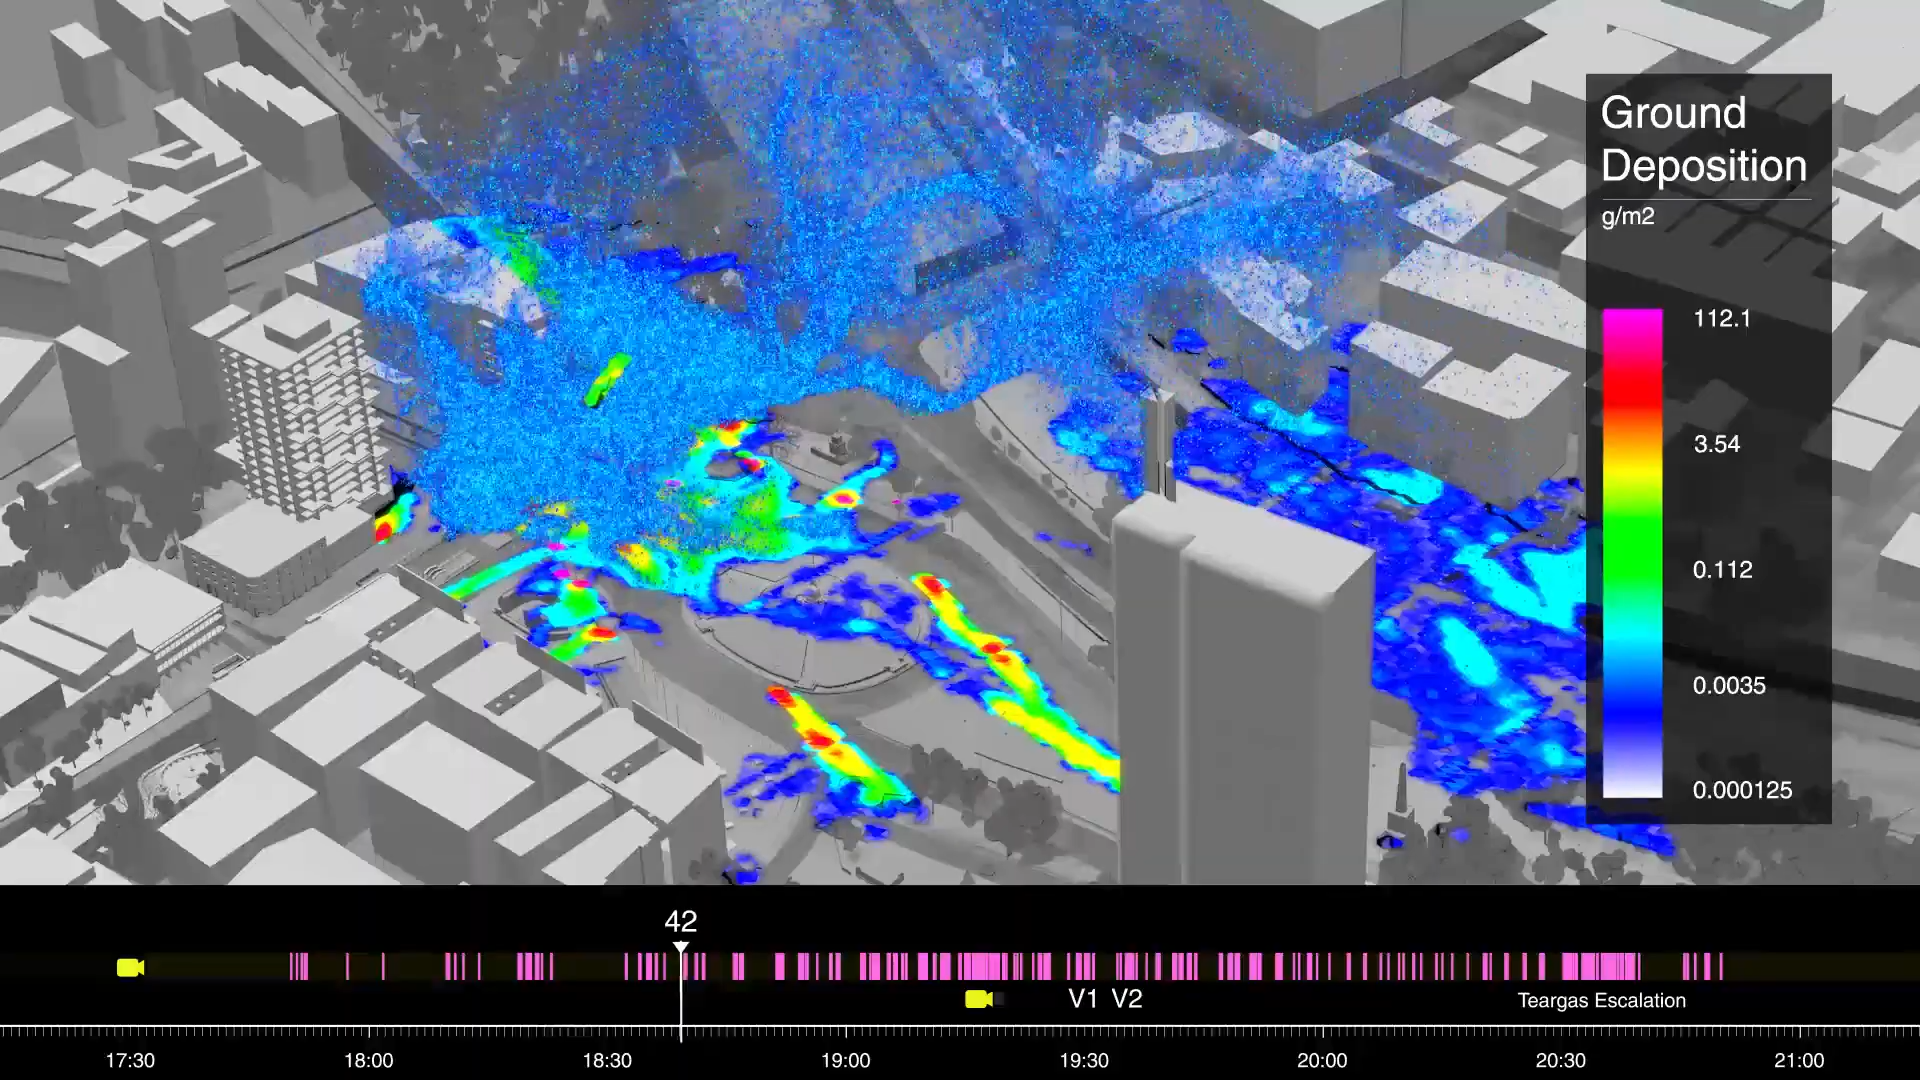 Ground
Deposition
g/m2
112.1
3.54
0.112
0.0035
0.000125
42
V1 V2
Teargas Escalation
17:30 18:00 18:30 19:00 19:30 20:00 20:30 21:00